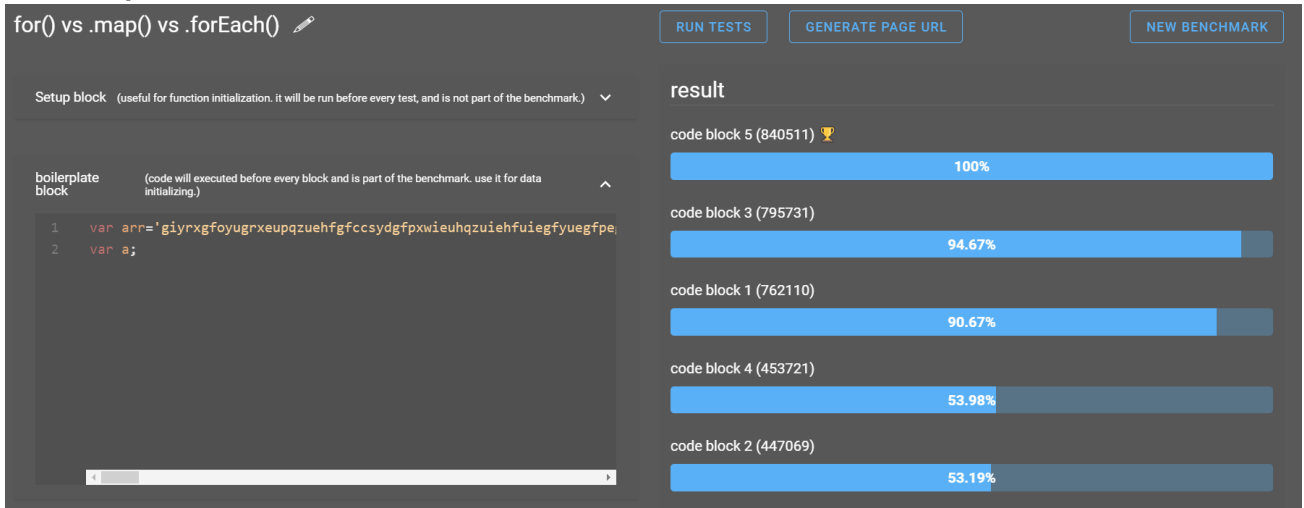 for() vs .map() vs .forEach()
RUN TESTS
GENERATE PAGE URL
NEW BENCHMARK
Setup block (useful for function initialization. it will be run before every test, and is not part of the benchmark.)
boilerplate block
(code will executed before every block and is part of the benchmark. use it for data initializing.)
1 var arr='giyrxgfoyugrxeupqzuehfgfccsydgfpxwieuhqzuiehfuiegfyuegfpe
2 var a;
result
code block 5 (840511) 🏆
100%
code block 3 (795731)
94.67%
code block 1 (762110)
90.67%
code block 4 (453721)
53.98%
code block 2 (447069)
53.19%